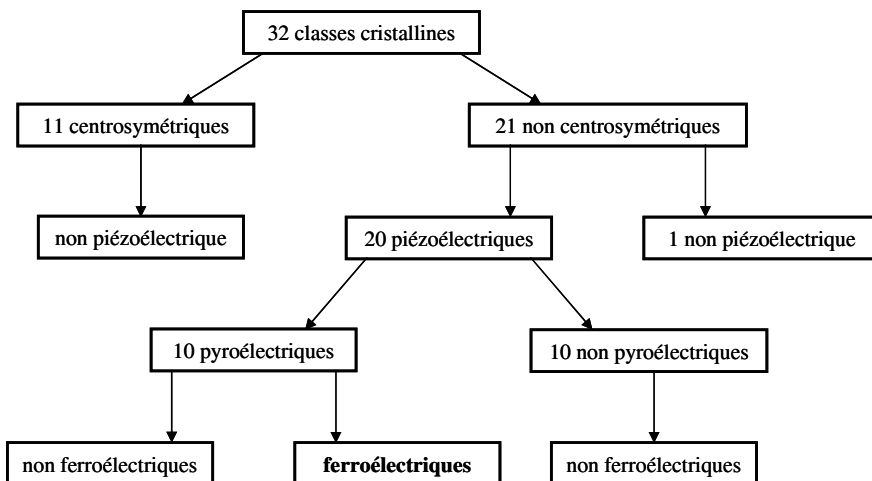 32 classes cristallines
11 centrosymétriques
21 non centrosymétriques
non piézoélectrique
20 piézoélectriques
1 non piézoélectrique
10 pyroélectriques
10 non pyroélectriques
non ferroélectriques
ferroélectriques
non ferroélectriques